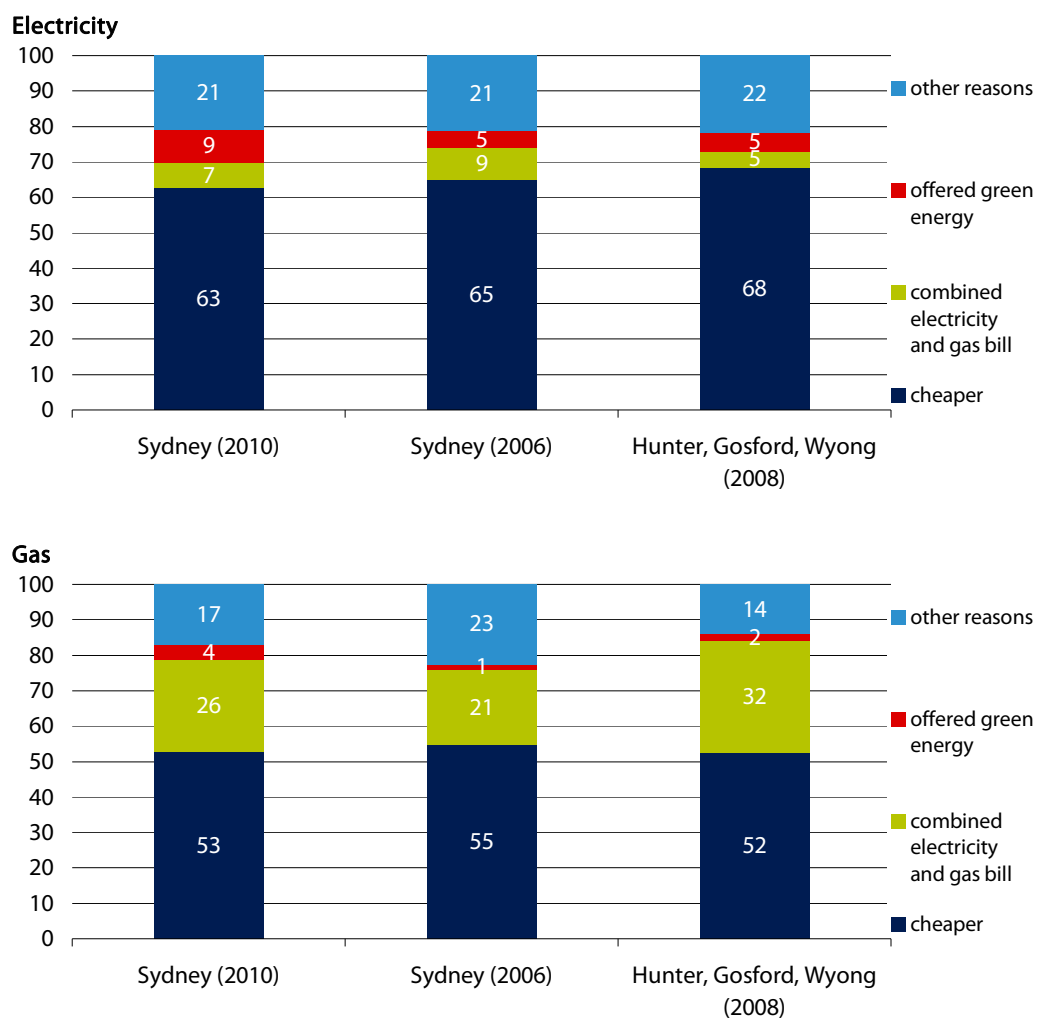 Electricity
100
90
80
70
60
50
40
30
20
10
0
21
9
7
63
21
5
9
65
22
5
5
68
other reasons
offered green
energy
combined
electricity
and gas bill
cheaper
Sydney (2010)
Sydney (2006)
Hunter, Gosford, Wyong
(2008)
Gas
100
90
80
70
60
50
40
30
20
10
0
17
4
26
53
23
1
21
55
14
2
32
52
other reasons
offered green
energy
combined
electricity
and gas bill
cheaper
Sydney (2010)
Sydney (2006)
Hunter, Gosford, Wyong
(2008)